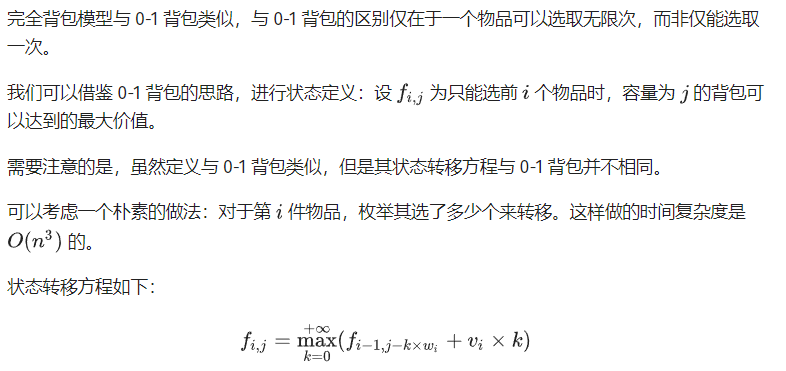 完全背包模型与 0-1 背包类似，与 0-1 背包的区别仅在于一个物品可以选取无限次，而非仅能选取
一次。
我们可以借鉴 0-1 背包的思路，进行状态定义：设 $f_{i,j}$ 为只能选前 $i$ 个物品时，容量为 $j$ 的背包可
以达到的最大价值。
需要注意的是，虽然定义与 0-1 背包类似，但是其状态转移方程与 0-1 背包并不相同。
可以考虑一个朴素的做法：对于第 $i$ 件物品，枚举其选了多少个来转移。这样做的时间复杂度是
$O(n^3)$ 的。
状态转移方程如下：
$f_{i,j} = \max_{k=0}^{+\infty}(f_{i-1,j-k\times w_i} + v_i \times k)$